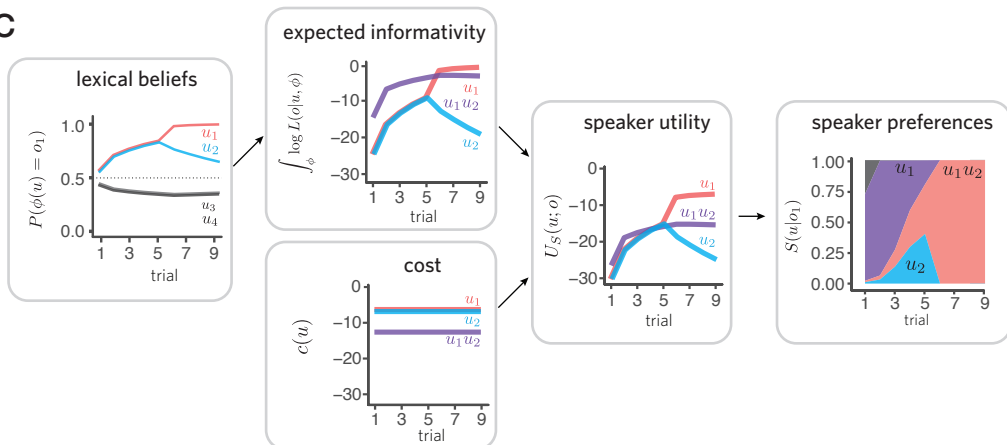 C
lexical beliefs
P(ϕ(u) = o₁)
1.0
0.5
0.0
u₁
u₂
u₃
u₄
1 3 5 7 9
trial
expected informativity
∫_ϕ log L(o|u, ϕ)
0
−10
−20
−30
u₁
u₁u₂
u₂
1 3 5 7 9
trial
cost
c(u)
0
−10
−20
−30
u₁
u₂
u₁u₂
1 3 5 7 9
trial
speaker utility
U_S(u; o)
0
−10
−20
−30
u₁
u₁u₂
u₂
1 3 5 7 9
trial
speaker preferences
S(u|o₁)
1.00
0.75
0.50
0.25
0.00
u₁ u₁u₂
u₂
1 3 5 7 9
trial